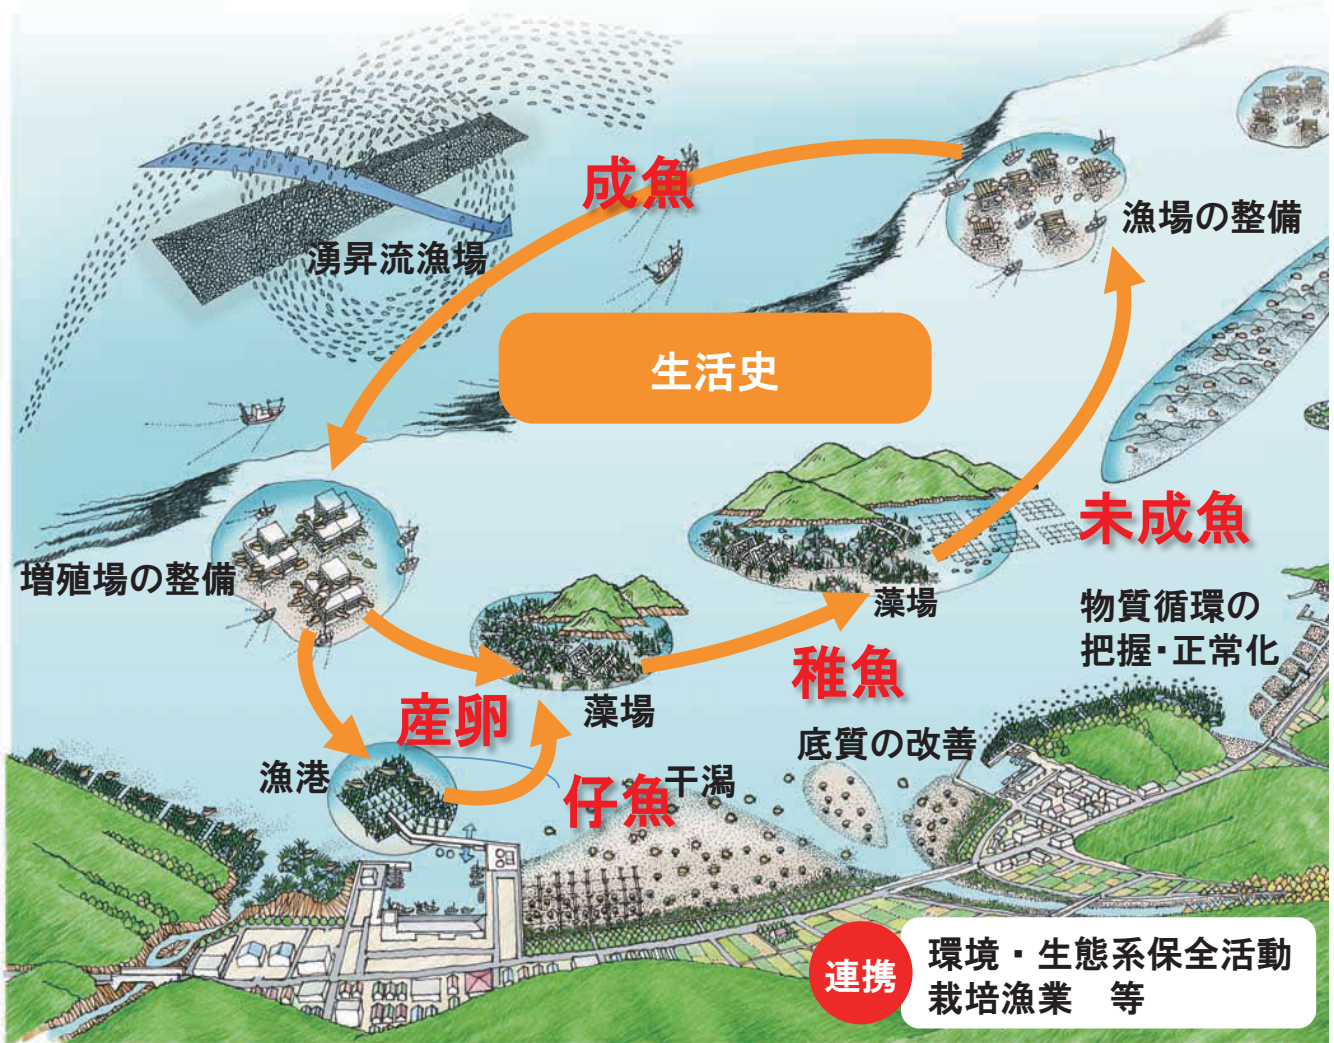 成魚
漁場の整備
湧昇流漁場
生活史
未成魚
増殖場の整備
藻場
物質循環の
把握・正常化
稚魚
産卵
藻場
底質の改善
漁港
仔魚
干潟
連携
環境・生態系保全活動
栽培漁業　等